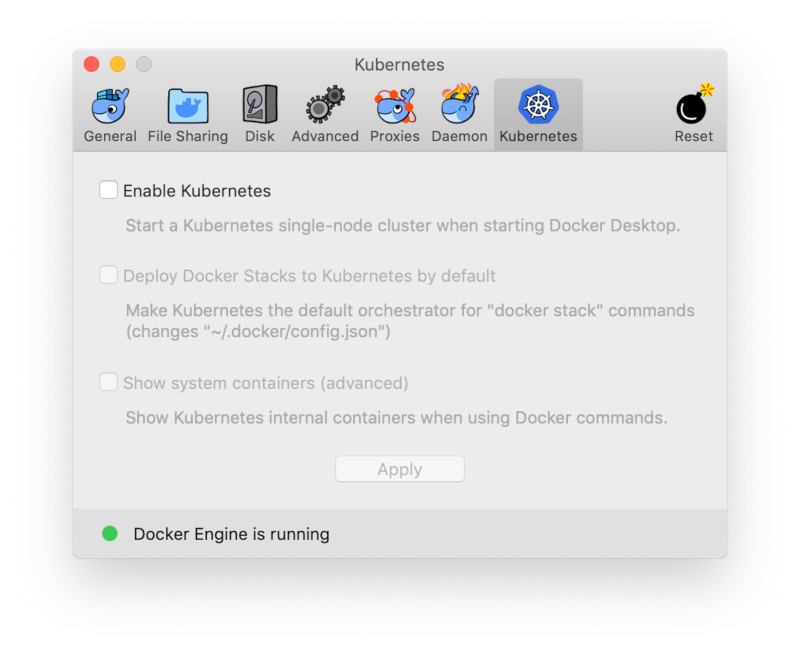 Kubernetes
General
File Sharing
Disk
Advanced
Proxies
Daemon
Kubernetes
Reset
Enable Kubernetes
Start a Kubernetes single-node cluster when starting Docker Desktop.
Deploy Docker Stacks to Kubernetes by default
Make Kubernetes the default orchestrator for "docker stack" commands
(changes "~/.docker/config.json")
Show system containers (advanced)
Show Kubernetes internal containers when using Docker commands.
Apply
Docker Engine is running